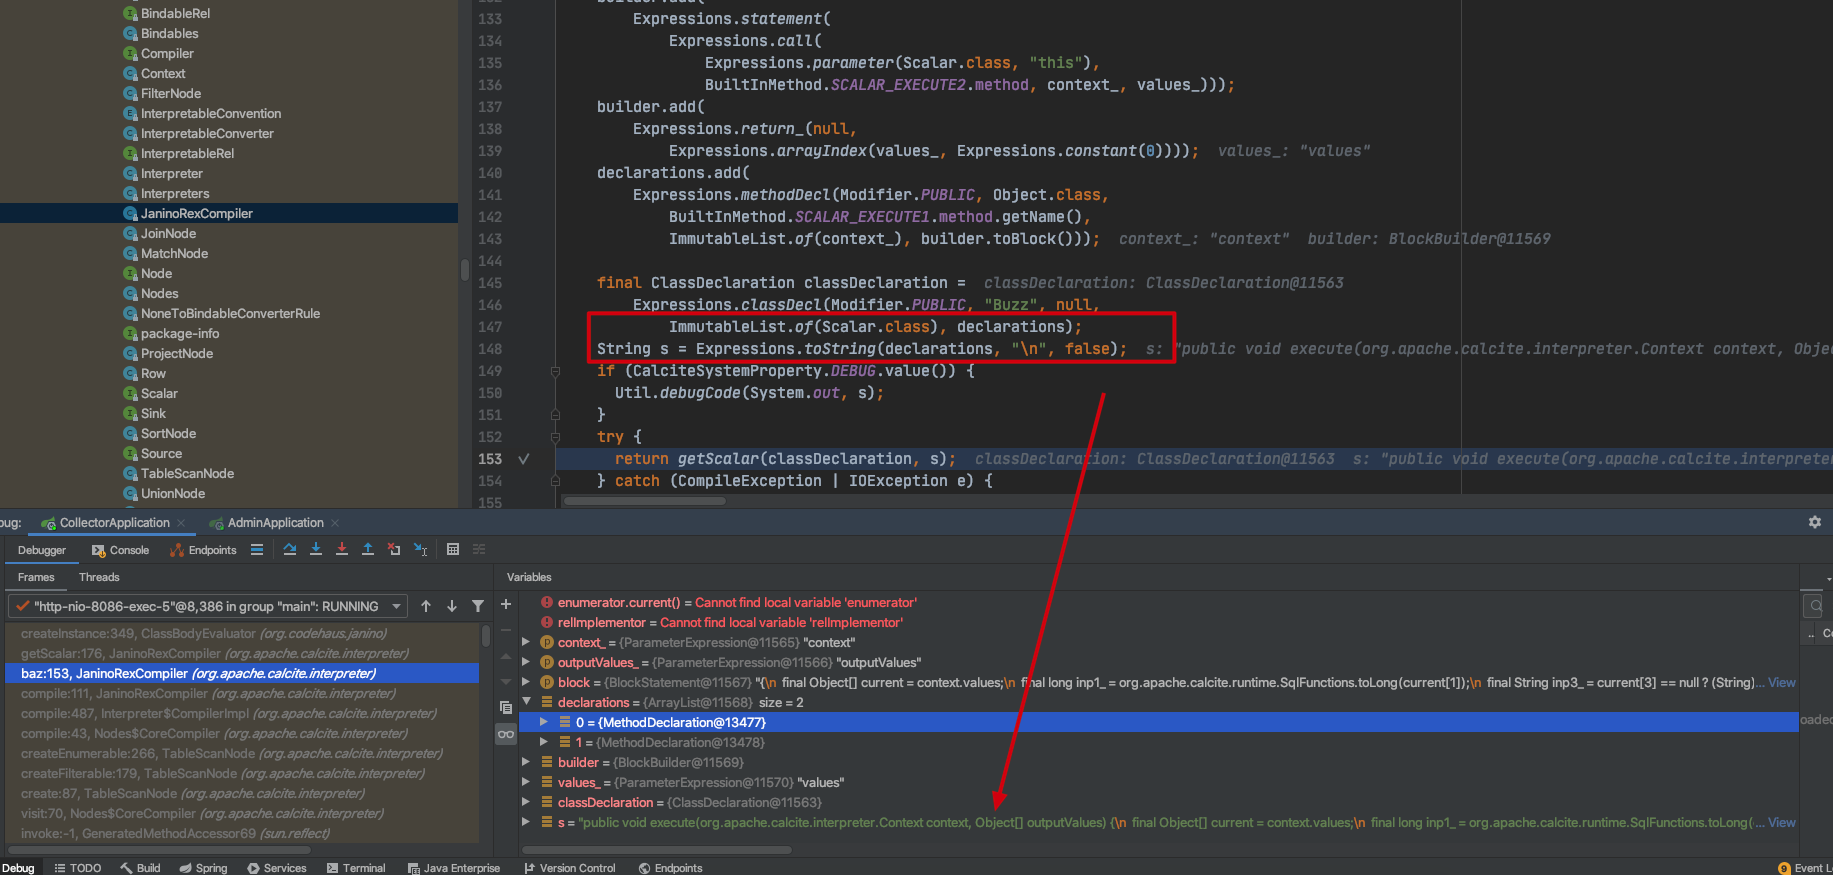 BindableRel
Bindables
Compiler
Context
FilterNode
InterpretableConvention
InterpretableConverter
InterpretableRel
Interpreter
Interpreters
JaninoRexCompiler
JoinNode
MatchNode
Node
Nodes
NoneToBindableConverterRule
package-info
ProjectNode
Row
Scalar
Sink
SortNode
Source
TableScanNode
UnionNode
133 Expressions.statement(
134 Expressions.call(
135 Expressions.parameter(Scalar.class, "this"),
136 BuiltInMethod.SCALAR_EXECUTE2.method, context_, values_)));
137 builder.add(
138 Expressions.return_(null,
139 Expressions.arrayIndex(values_, Expressions.constant(0)))); values_: "values"
140 declarations.add(
141 Expressions.methodDecl(Modifier.PUBLIC, Object.class,
142 BuiltInMethod.SCALAR_EXECUTE1.method.getName(),
143 ImmutableList.of(context_), builder.toBlock())); context_: "context" builder: BlockBuilder@11569
144
145 final ClassDeclaration classDeclaration = classDeclaration: ClassDeclaration@11563
146 Expressions.classDecl(Modifier.PUBLIC, "Buzz", null,
147 ImmutableList.of(Scalar.class), declarations);
148 String s = Expressions.toString(declarations, "\n", false); s: "public void execute(org.apache.calcite.interpreter.Context context, Obje
149 if (CalciteSystemProperty.DEBUG.value()) {
150 Util.debugCode(System.out, s);
151 }
152 try {
153 return getScalar(classDeclaration, s); classDeclaration: ClassDeclaration@11563 s: "public void execute(org.apache.calcite.interpreter
154 } catch (CompileException | IOException e) {
155
bug: CollectorApplication × AdminApplication ×
Debugger Console Endpoints
Frames Threads Variables
"http-nio-8086-exec-5"@8,386 in group "main": RUNNING
createInstance:349, ClassBodyEvaluator (org.codehaus.janino)
getScalar:176, JaninoRexCompiler (org.apache.calcite.interpreter)
baz:153, JaninoRexCompiler (org.apache.calcite.interpreter)
compile:111, JaninoRexCompiler (org.apache.calcite.interpreter)
compile:487, Interpreter$CompilerImpl (org.apache.calcite.interpreter)
compile:43, Nodes$CoreCompiler (org.apache.calcite.interpreter)
createEnumerable:266, TableScanNode (org.apache.calcite.interpreter)
createFilterable:179, TableScanNode (org.apache.calcite.interpreter)
create:87, TableScanNode (org.apache.calcite.interpreter)
visit:70, Nodes$CoreCompiler (org.apache.calcite.interpreter)
invoke:-1, GeneratedMethodAccessor69 (sun.reflect)
enumerator.current() = Cannot find local variable 'enumerator'
relImplementor = Cannot find local variable 'relImplementor'
context_ = {ParameterExpression@11565} "context"
outputValues_ = {ParameterExpression@11566} "outputValues"
block = {BlockStatement@11567} "{\n final Object[] current = context.values;\n final long inp1_ = org.apache.calcite.runtime.SqlFunctions.toLong(current[1]);\n final String inp3_ = current[3] == null ? (String)... View
declarations = {ArrayList@11568} size = 2
0 = {MethodDeclaration@13477}
1 = {MethodDeclaration@13478}
builder = {BlockBuilder@11569}
values_ = {ParameterExpression@11570} "values"
classDeclaration = {ClassDeclaration@11563}
s = "public void execute(org.apache.calcite.interpreter.Context context, Object[] outputValues) {\n final Object[] current = context.values;\n final long inp1_ = org.apache.calcite.runtime.SqlFunctions.toLong(... View
oaded
Debug TODO Build Spring Services Terminal Java Enterprise Version Control Endpoints 9 Event L